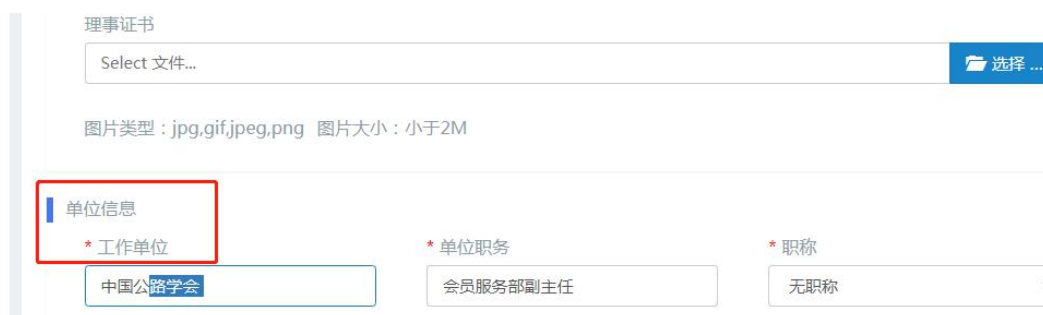 理事证书
Select 文件...
选择 ...
图片类型：jpg,gif,jpeg,png 图片大小：小于2M
单位信息
* 工作单位 * 单位职务 * 职称
中国公路学会 会员服务部副主任 无职称